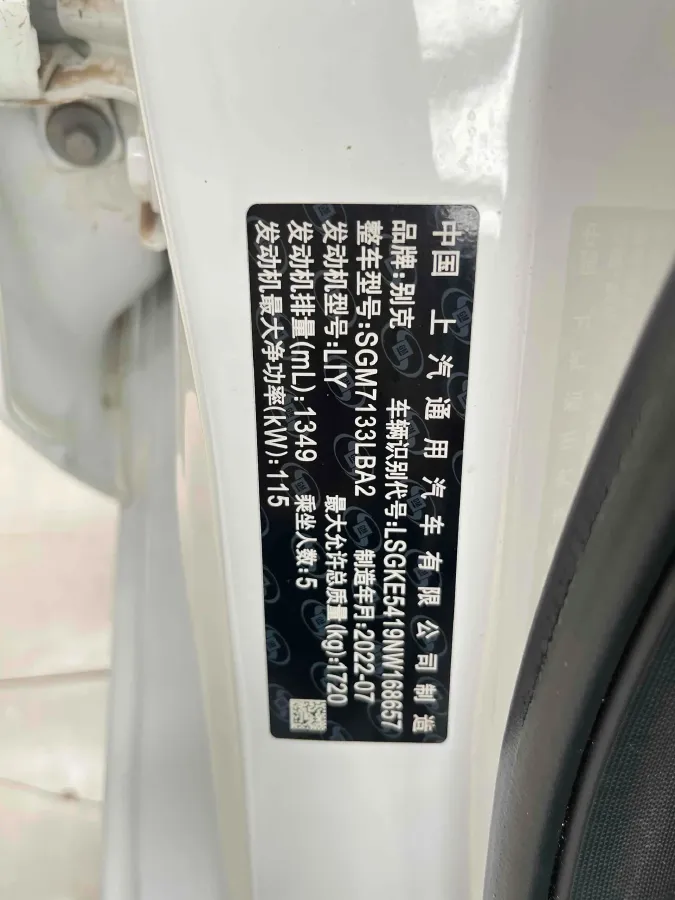 中国 上汽通用汽车有限公司制造
品牌:别克 车辆识别代号:LSGKE5419NW168657
整车型号:SGM7133LBA2 制造年月:2022-07
发动机型号:LIY 最大允许总质量(kg):1720
发动机排量(mL):1349 乘坐人数:5
发动机最大净功率(kW):115